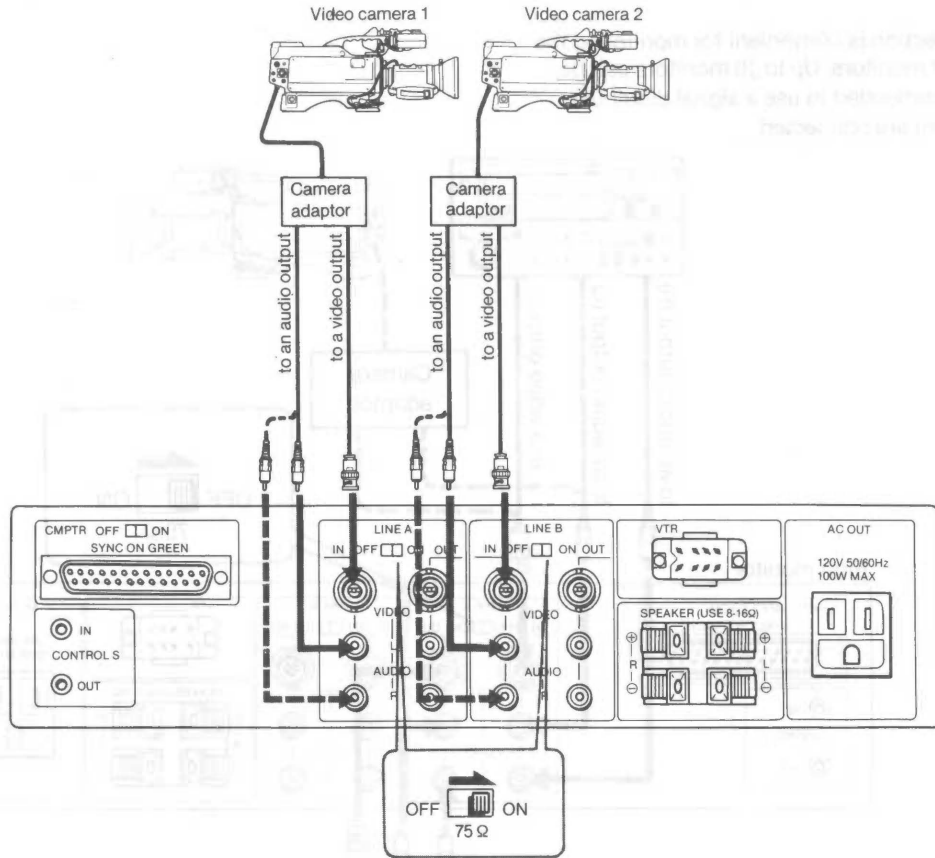 Video camera 1
Video camera 2
Camera
adaptor
Camera
adaptor
to an audio output
to a video output
to an audio output
to a video output
CMPTR OFF ON
SYNC ON GREEN
IN
CONTROL S
OUT
LINE A
IN OFF ON OUT
VIDEO
L
AUDIO
R
LINE B
IN OFF ON OUT
VIDEO
AUDIO
VTR
SPEAKER (USE 8-16Ω)
⊕ ⊕
R L
⊖ ⊖
AC OUT
120V 50/60Hz
100W MAX
OFF ON
75 Ω